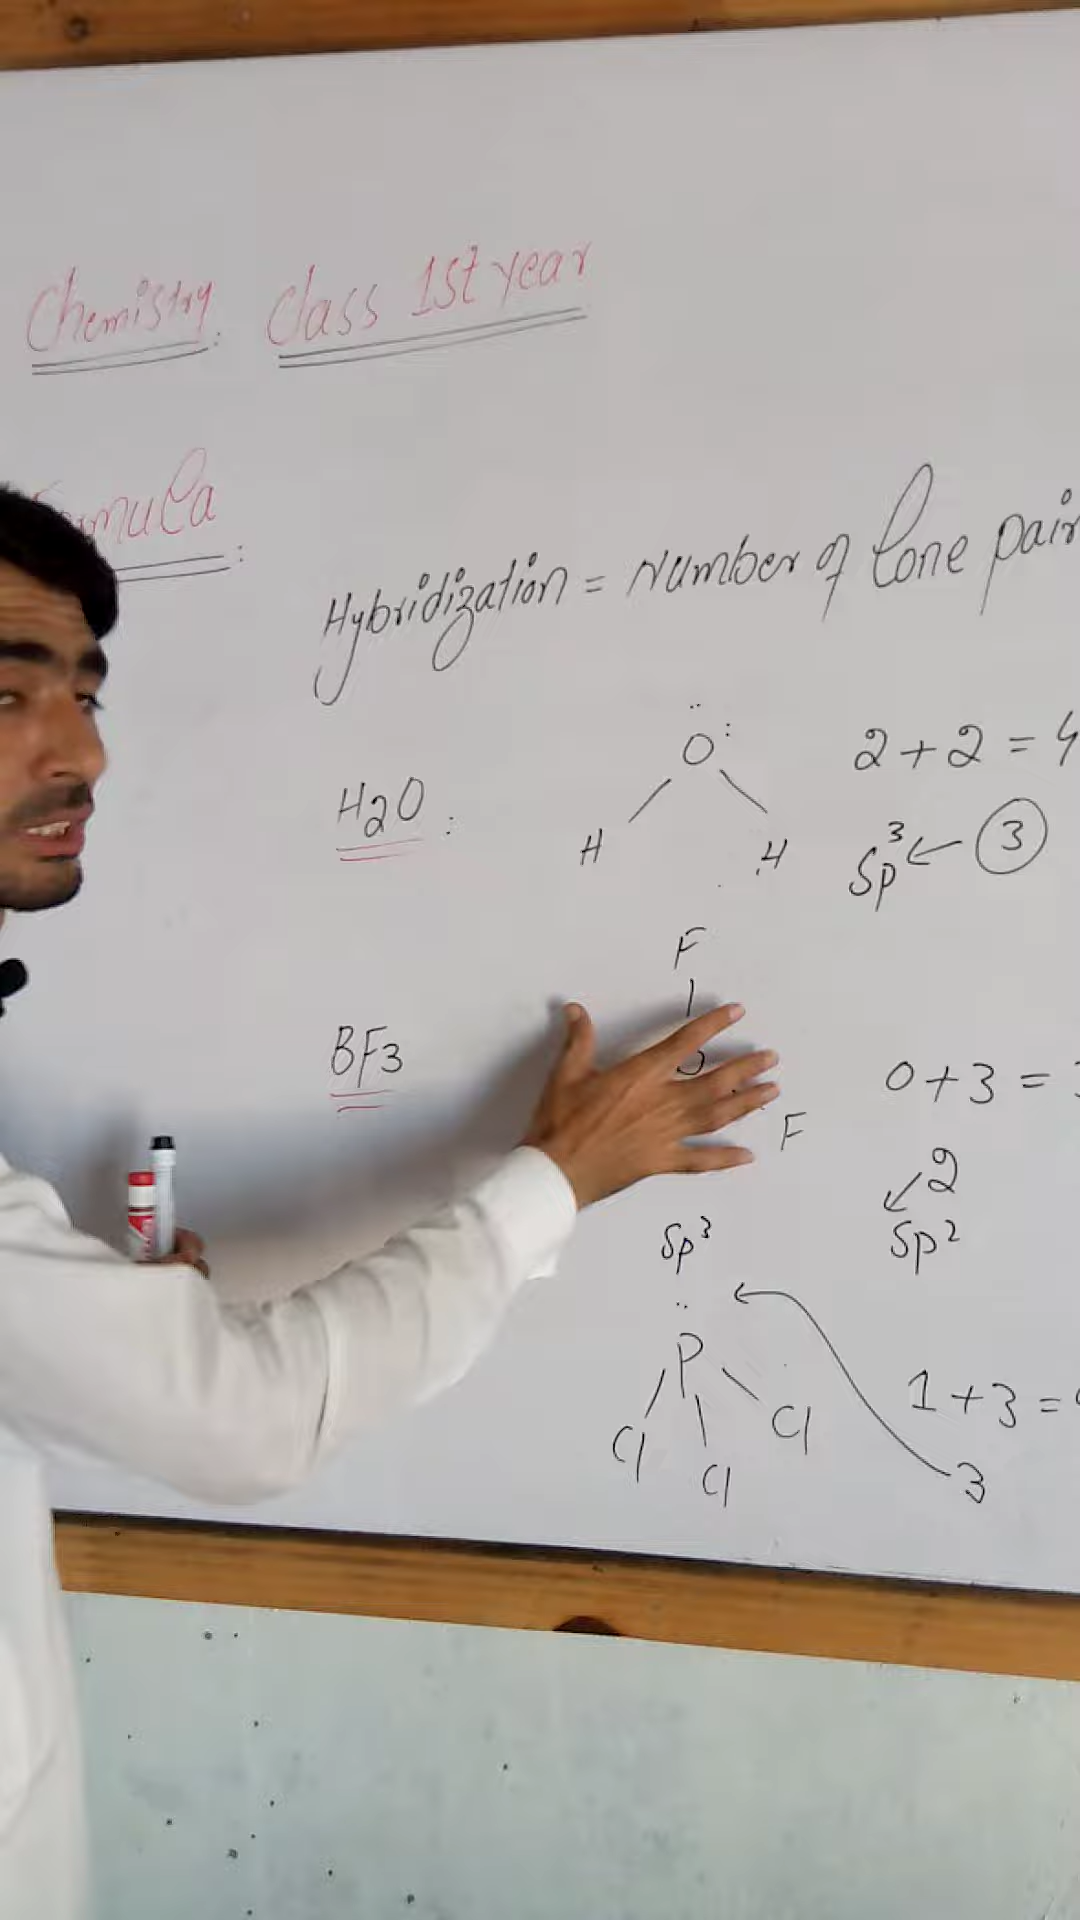 Chemistry: Class 1st year
Hybridization = Number of lone pair
H2O :
O
H H
2 + 2 = 4
Sp3 ← 3
BF3
F
F
0 + 3 =
2
Sp2
Sp3
P
Cl Cl Cl
1 + 3 =
3